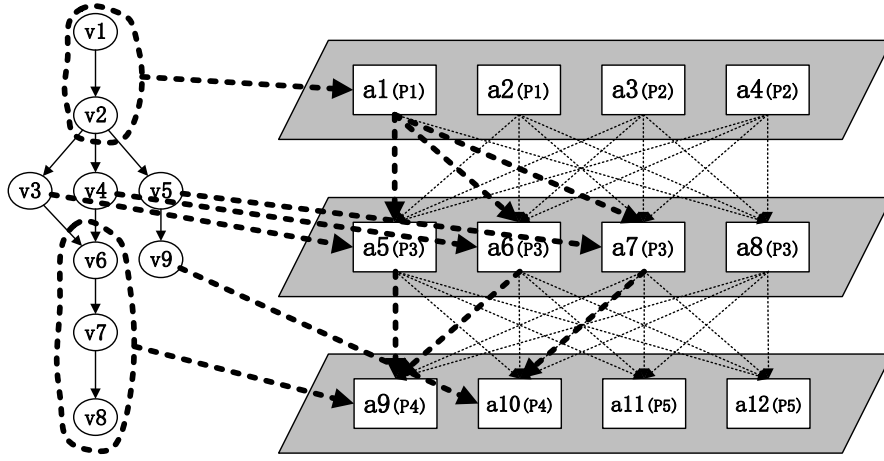 v1
v2
v3 v4 v5
v6 v9
v7
v8
a1(P1) a2(P1) a3(P2) a4(P2)
a5(P3) a6(P3) a7(P3) a8(P3)
a9(P4) a10(P4) a11(P5) a12(P5)